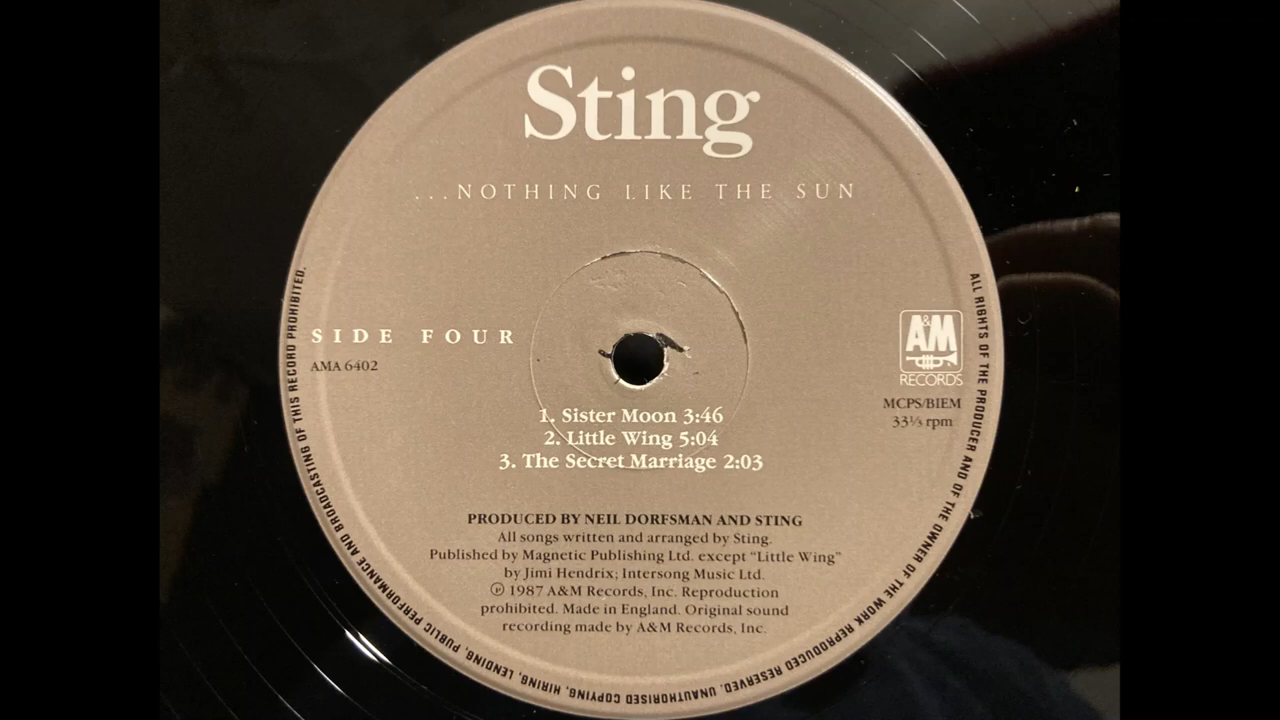 Sting
...NOTHING LIKE THE SUN
SIDE FOUR
AMA 6402
A&M
RECORDS
MCPS/BIEM
33⅓ rpm
1. Sister Moon 3:46
2. Little Wing 5:04
3. The Secret Marriage 2:03
PRODUCED BY NEIL DORFSMAN AND STING
All songs written and arranged by Sting.
Published by Magnetic Publishing Ltd. except “Little Wing”
by Jimi Hendrix; Intersong Music Ltd.
Ⓟ 1987 A&M Records, Inc. Reproduction
prohibited. Made in England. Original sound
recording made by A&M Records, Inc.
ALL RIGHTS OF THE PRODUCER AND OF THE OWNER OF THE WORK REPRODUCED RESERVED. UNAUTHORISED COPYING, HIRING, LENDING, PUBLIC PERFORMANCE AND BROADCASTING OF THIS RECORD PROHIBITED.